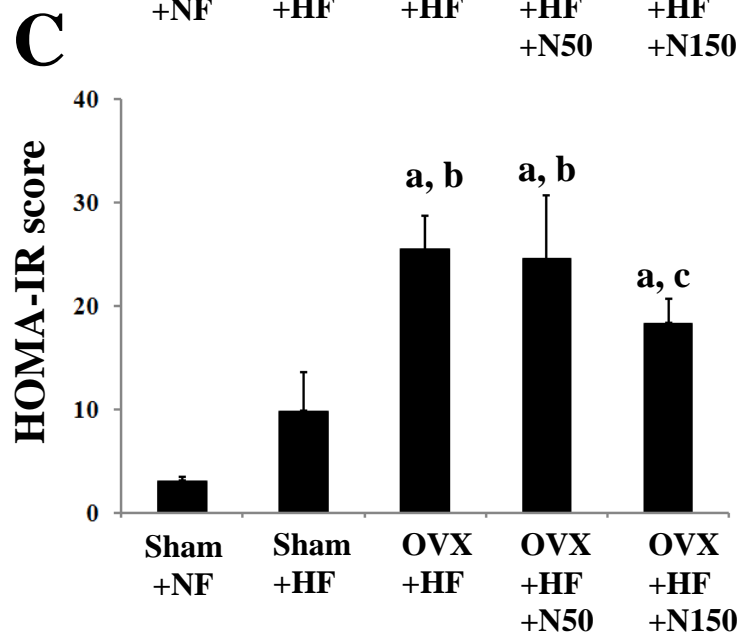 +NF +HF +HF +HF +HF
+N50 +N150
C
HOMA-IR score
40
30
20
10
0
a, b
a, b
a, c
Sham Sham OVX OVX OVX
+NF +HF +HF +HF +HF
+N50 +N150